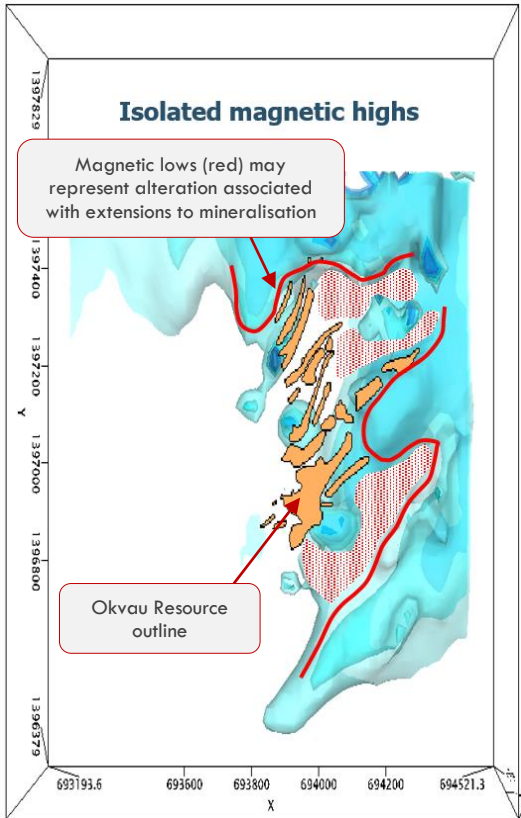 Isolated magnetic highs
Magnetic lows (red) may
represent alteration associated
with extensions to mineralisation
1397829
1397400
1397200
Y
1397000
1396800
1396379
Okvau Resource
outline
693193.6
693600
693800
694000
694200
694521.3
X